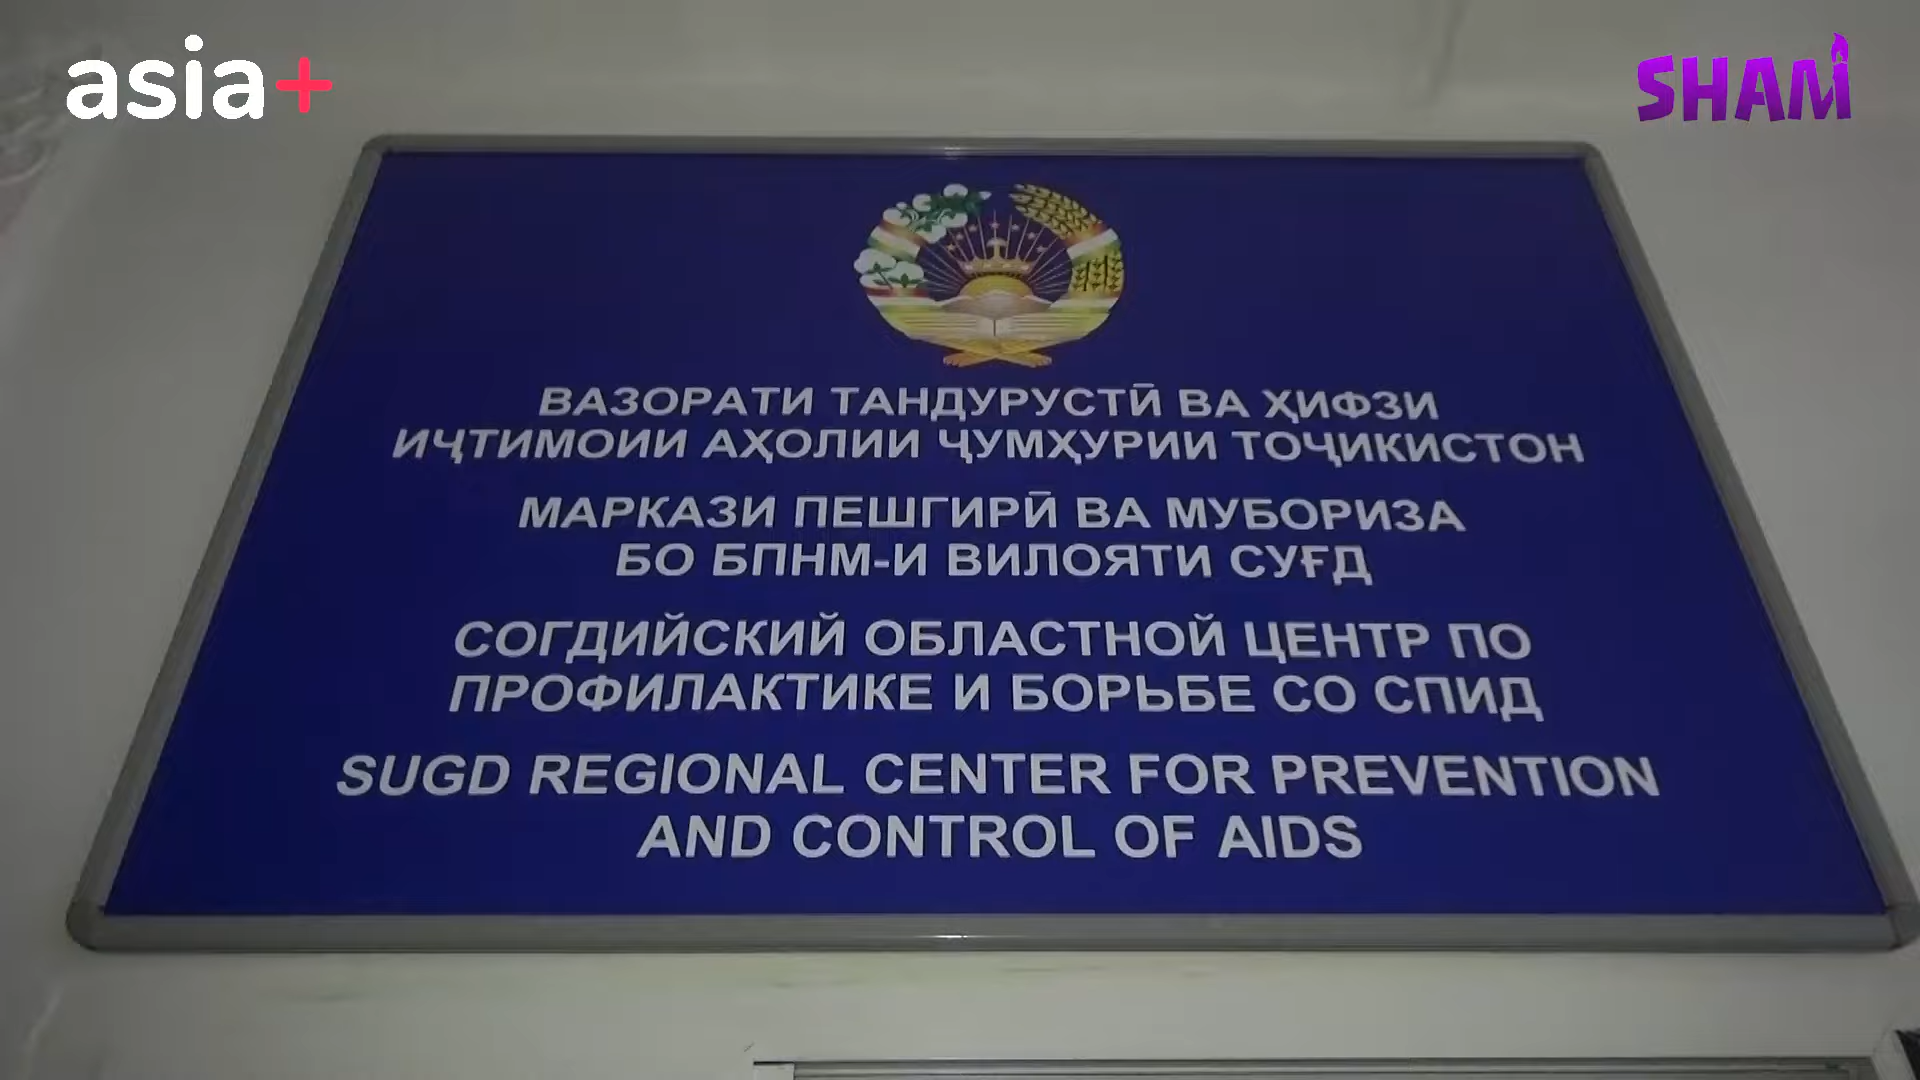 asia+
SHAM
ВАЗОРАТИ ТАНДУРУСТӢ ВА ҲИФЗИ
ИҶТИМОИИ АҲОЛИИ ҶУМҲУРИИ ТОҶИКИСТОН
МАРКАЗИ ПЕШГИРӢ ВА МУБОРИЗА
БО БПНМ-И ВИЛОЯТИ СУҒД
СОГДИЙСКИЙ ОБЛАСТНОЙ ЦЕНТР ПО
ПРОФИЛАКТИКЕ И БОРЬБЕ СО СПИД
SUGD REGIONAL CENTER FOR PREVENTION
AND CONTROL OF AIDS